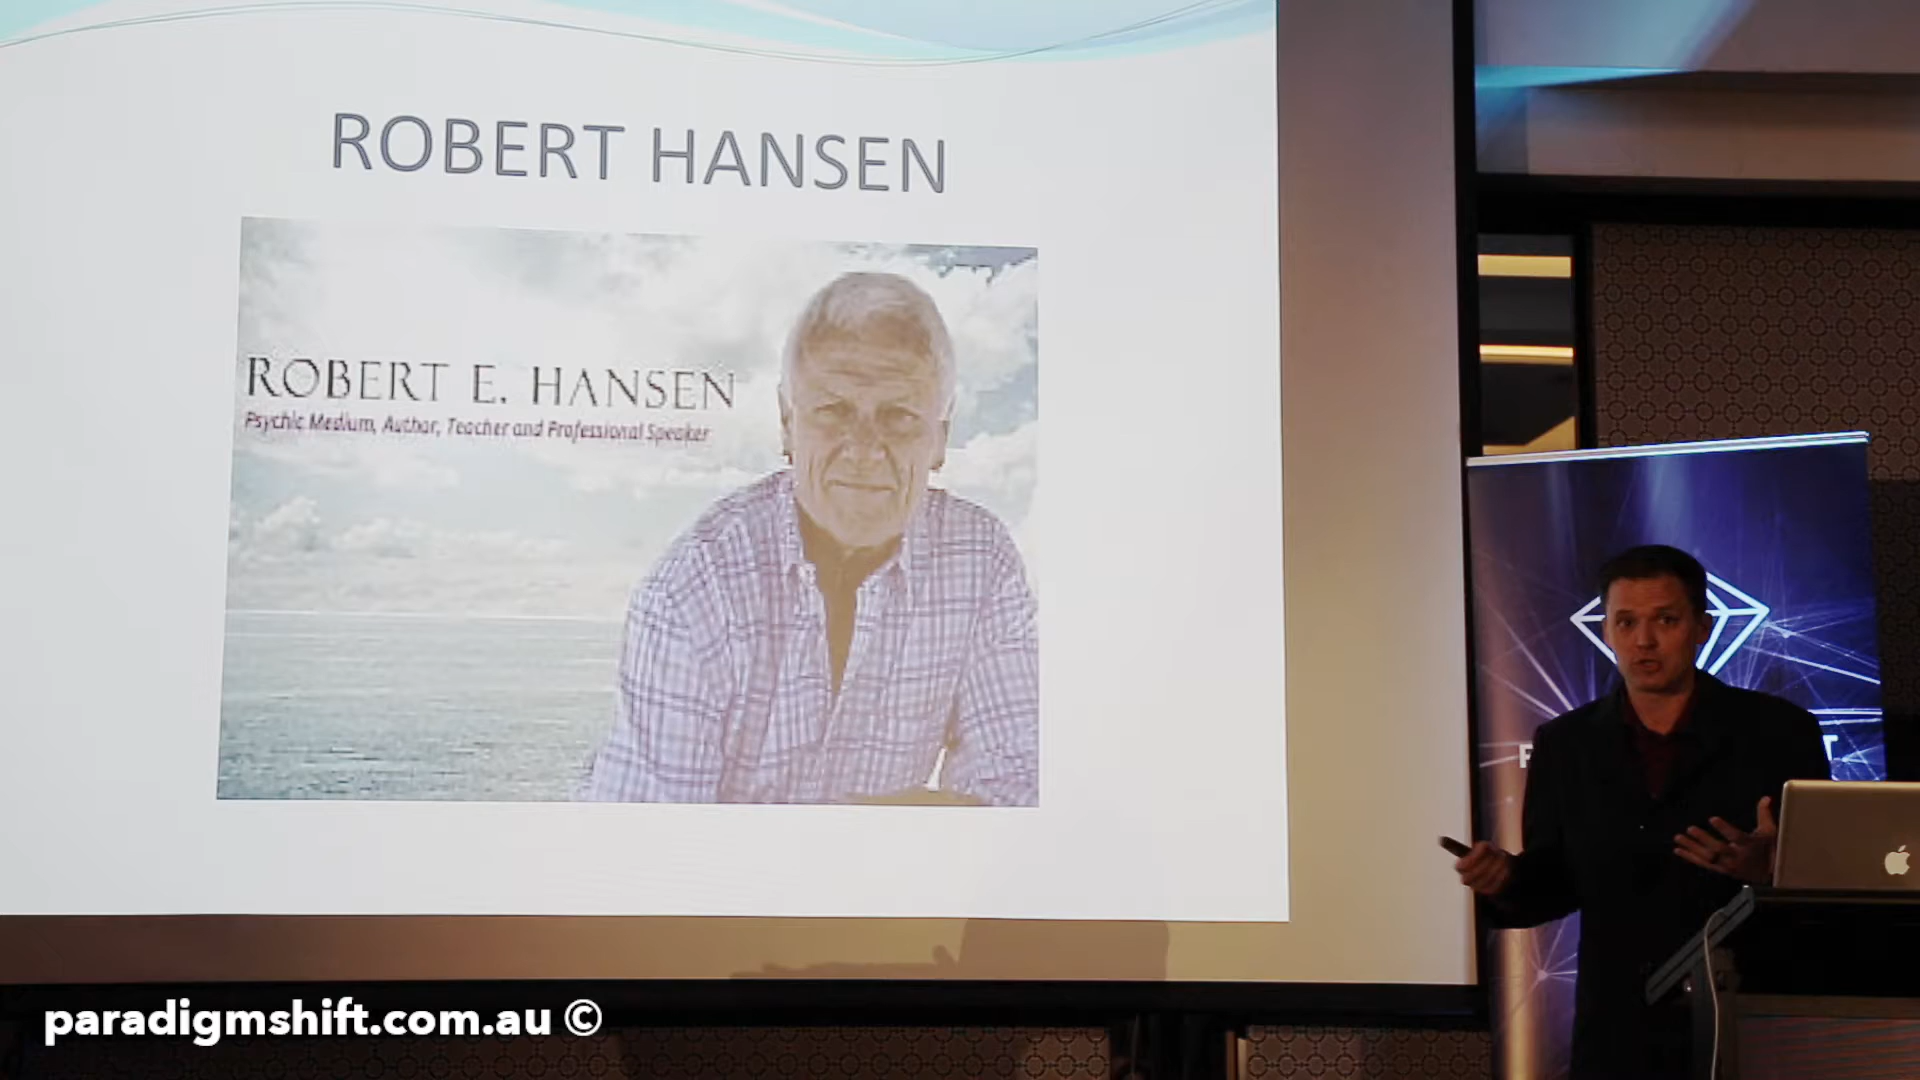 ROBERT HANSEN
ROBERT E. HANSEN
Psychic Medium, Author, Teacher and Professional Speaker
paradigmshift.com.au ©